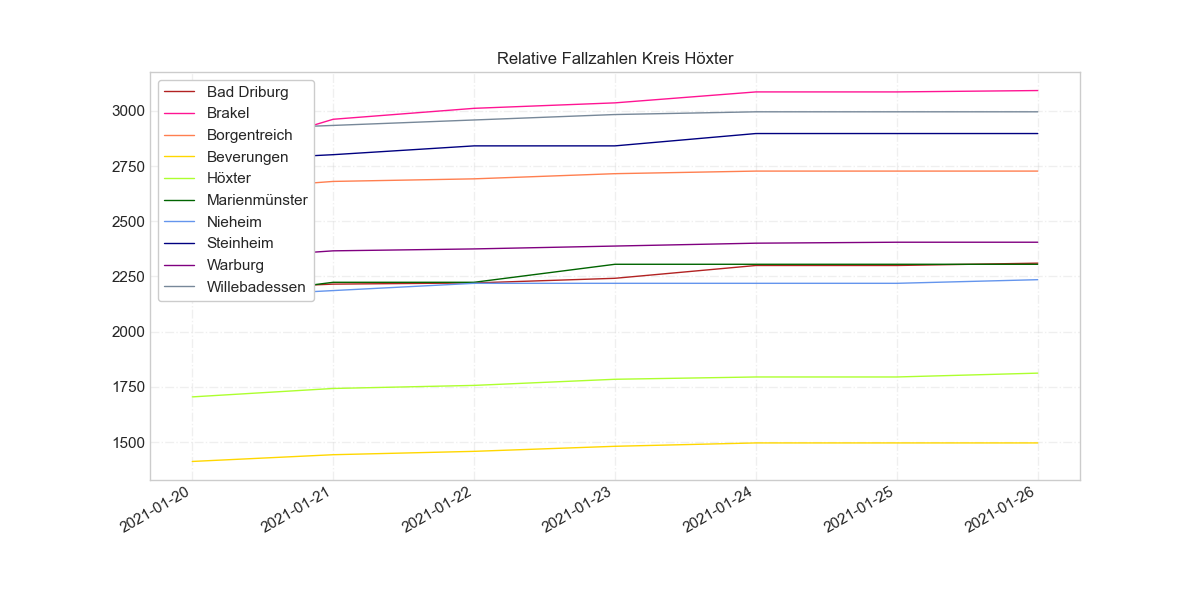 Relative Fallzahlen Kreis Höxter
Bad Driburg
Brakel
Borgentreich
Beverungen
Höxter
Marienmünster
Nieheim
Steinheim
Warburg
Willebadessen
3000
2750
2500
2250
2000
1750
1500
2021-01-20
2021-01-21
2021-01-22
2021-01-23
2021-01-24
2021-01-25
2021-01-26